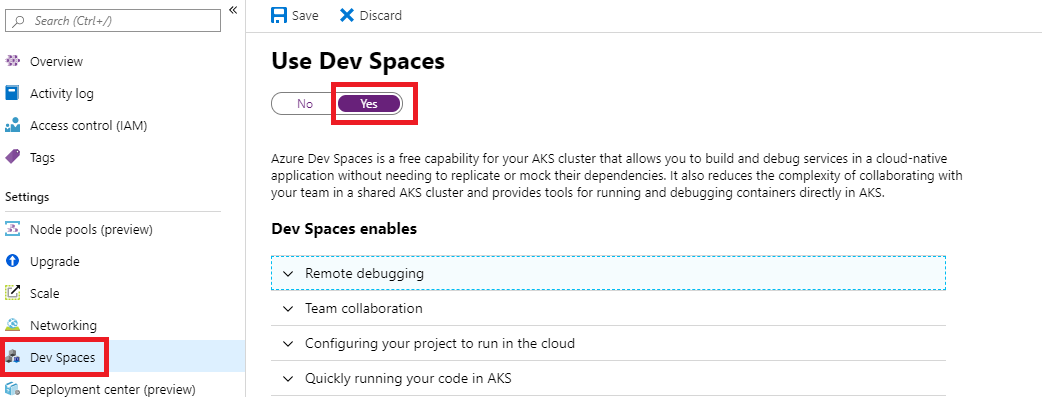 Search (Ctrl+/)
«
Overview
Activity log
Access control (IAM)
Tags
Settings
Node pools (preview)
Upgrade
Scale
Networking
Dev Spaces
Deployment center (preview)
Save
Discard
Use Dev Spaces
No
Yes
Azure Dev Spaces is a free capability for your AKS cluster that allows you to build and debug services in a cloud-native
application without needing to replicate or mock their dependencies. It also reduces the complexity of collaborating with
your team in a shared AKS cluster and provides tools for running and debugging containers directly in AKS.
Dev Spaces enables
Remote debugging
Team collaboration
Configuring your project to run in the cloud
Quickly running your code in AKS